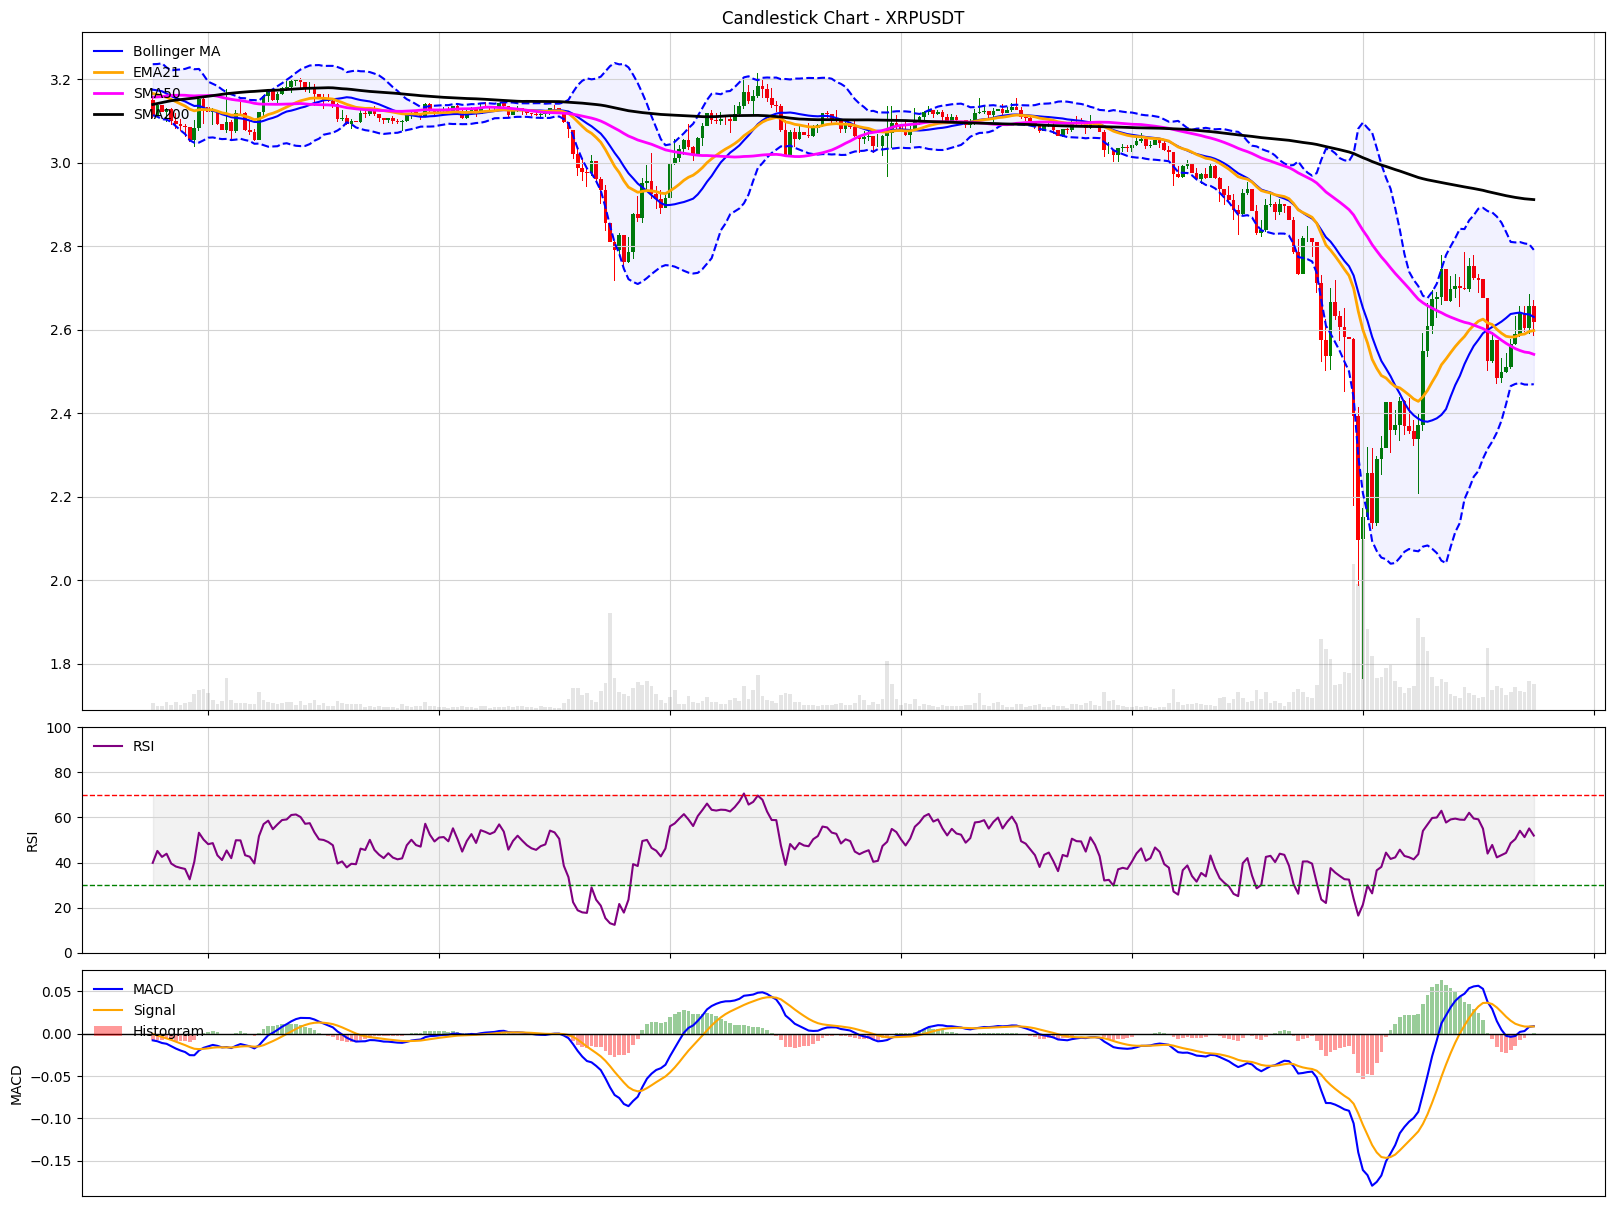 Candlestick Chart - XRPUSDT
Bollinger MA
EMA21
SMA50
SMA200
3.2
3.0
2.8
2.6
2.4
2.2
2.0
1.8
RSI
100
80
60
40
20
0
RSI
MACD
Signal
Histogram
0.05
0.00
−0.05
−0.10
−0.15
MACD